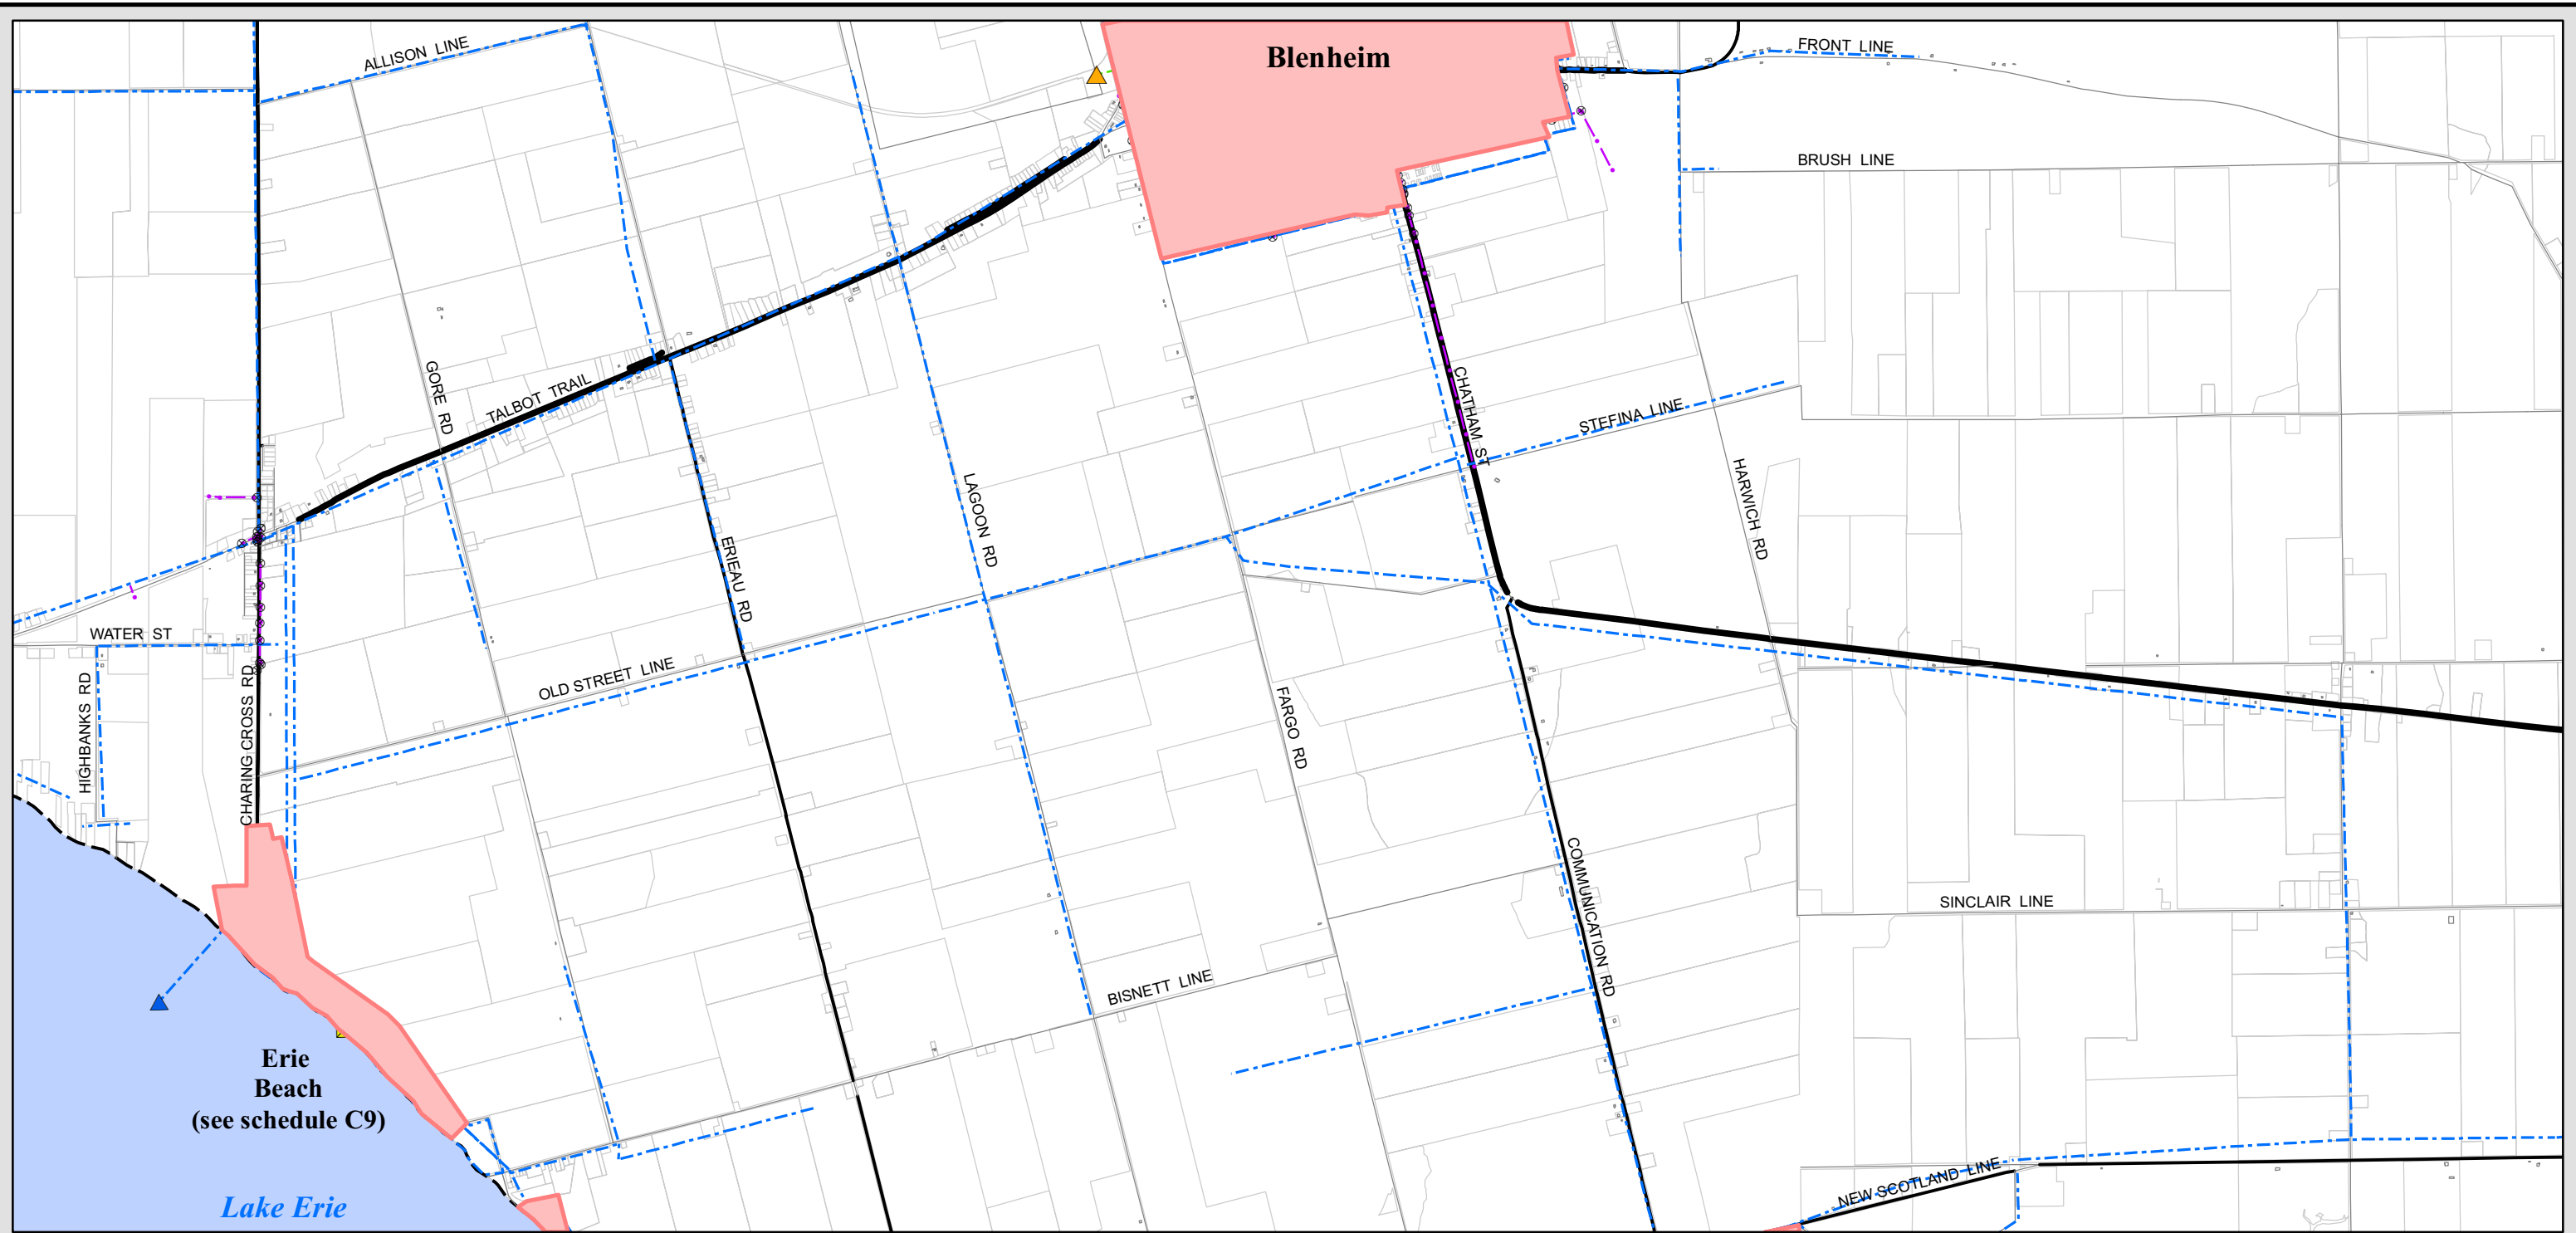 Blenheim
FRONT LINE
ALLISON LINE
BRUSH LINE
GORE RD
TALBOT TRAIL
CHATHAM ST
STEFINA LINE
LAGOON RD
HARWICH RD
ERIEAU RD
WATER ST
OLD STREET LINE
HIGHBANKS RD
CHARING CROSS RD
FARGO RD
COMMUNICATION RD
SINCLAIR LINE
BISNETT LINE
Erie
Beach
(see schedule C9)
NEW SCOTLAND LINE
Lake Erie